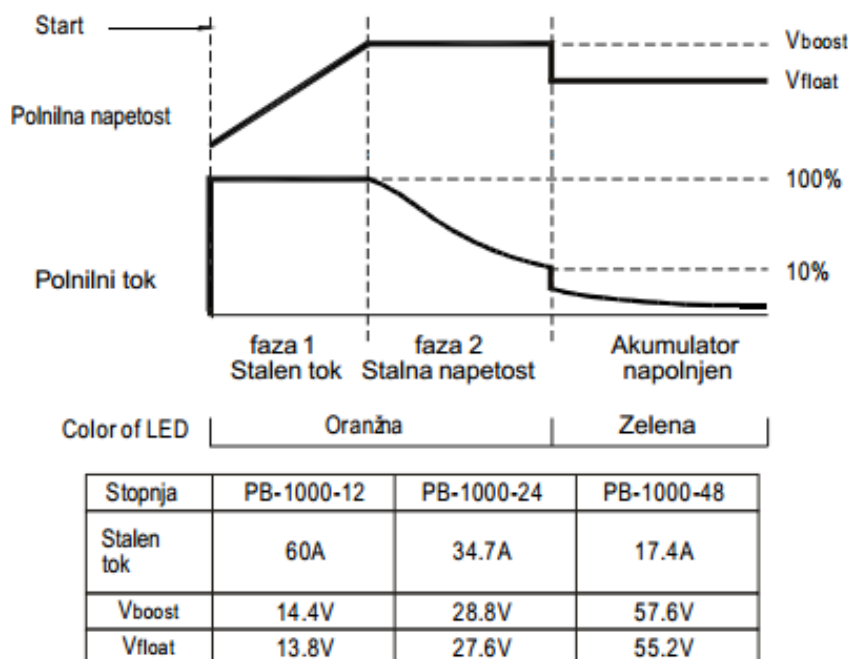 Start
Vboost
Vfloat
Polnilna napetost
100%
Polnilni tok
10%
faza 1 faza 2 Akumulator
Stalen tok Stalna napetost napolnjen
Color of LED Oranžna Zelena
Stopnja PB-1000-12 PB-1000-24 PB-1000-48
Stalen
tok 60A 34.7A 17.4A
Vboost 14.4V 28.8V 57.6V
Vfloat 13.8V 27.6V 55.2V